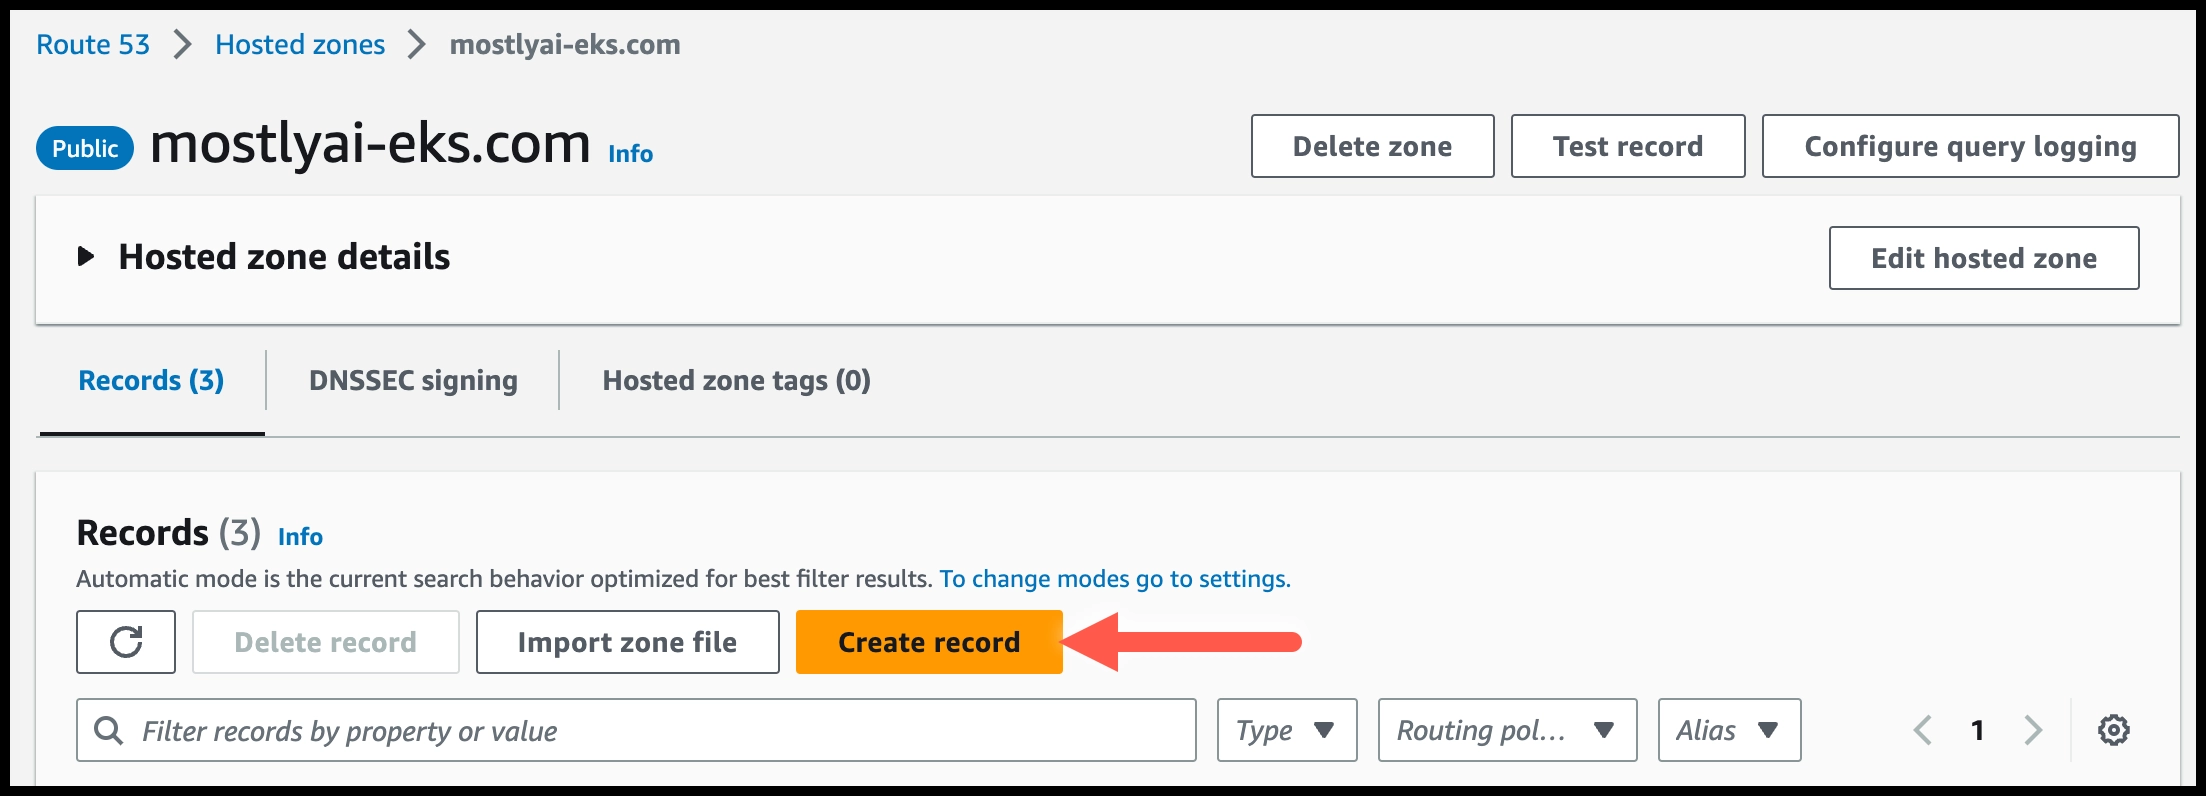 Route 53 Hosted zones mostlyai-eks.com
Public mostlyai-eks.com Info
Delete zone Test record Configure query logging
Hosted zone details Edit hosted zone
Records (3) DNSSEC signing Hosted zone tags (0)
Records (3) Info
Automatic mode is the current search behavior optimized for best filter results. To change modes go to settings.
Delete record Import zone file Create record
Filter records by property or value Type Routing pol... Alias 1